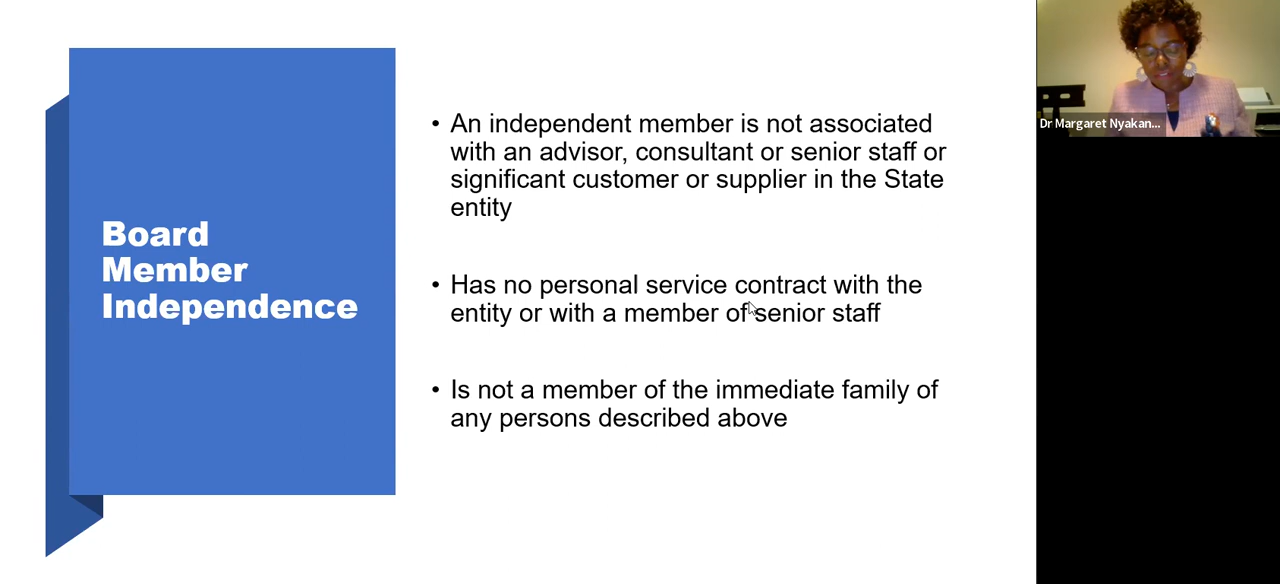 Board
Member
Independence
• An independent member is not associated
with an advisor, consultant or senior staff or
significant customer or supplier in the State
entity
• Has no personal service contract with the
entity or with a member of senior staff
• Is not a member of the immediate family of
any persons described above
Dr Margaret Nyakan...